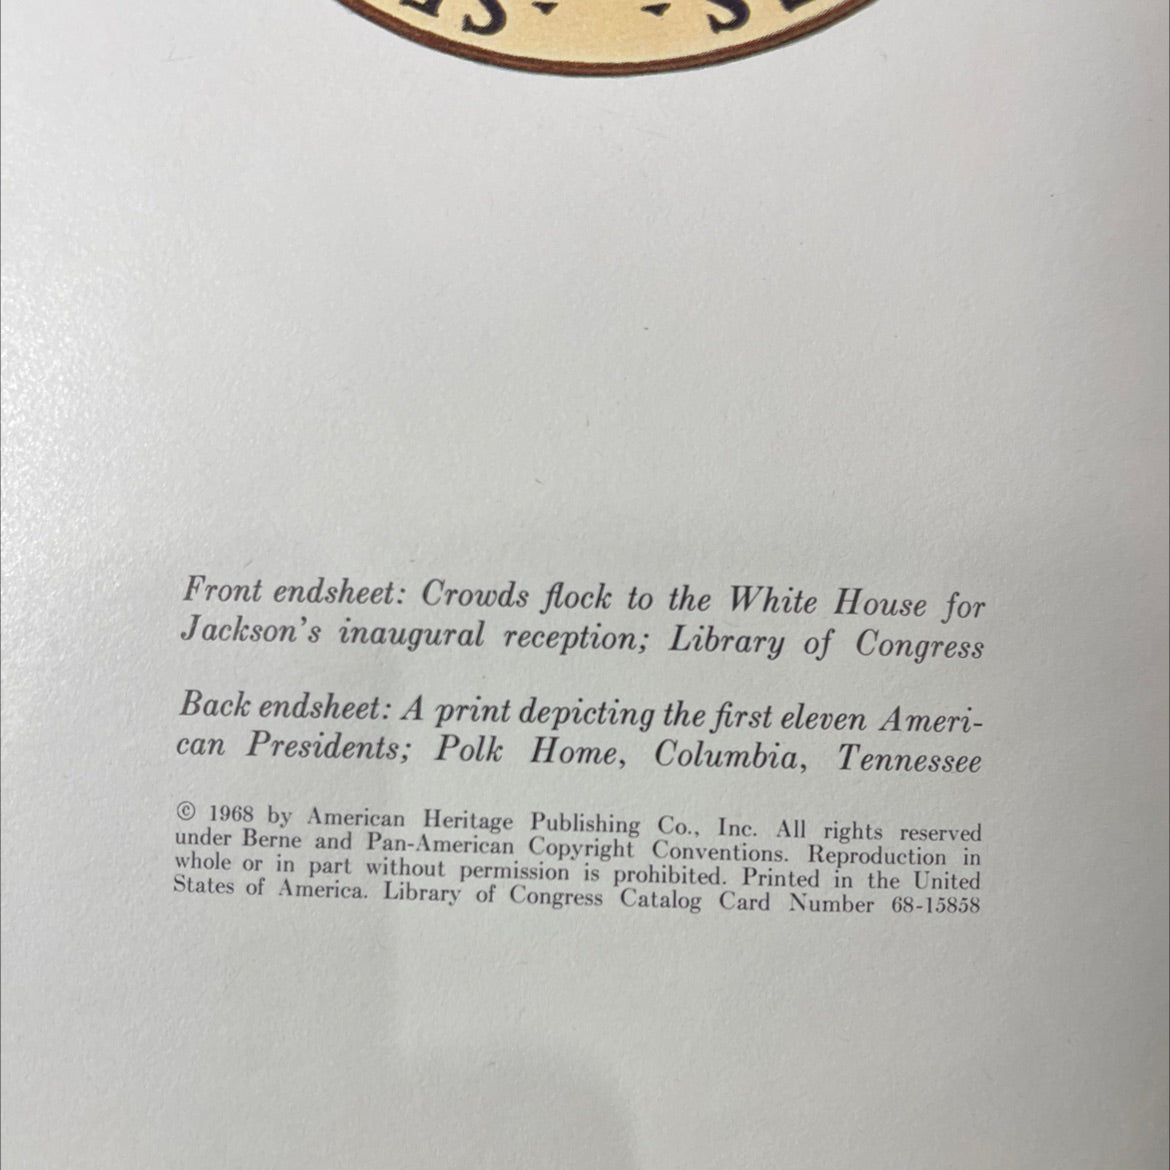 Front endsheet: Crowds flock to the White House for
Jackson's inaugural reception; Library of Congress
Back endsheet: A print depicting the first eleven Ameri-
can Presidents; Polk Home, Columbia, Tennessee
© 1968 by American Heritage Publishing Co., Inc. All rights reserved
under Berne and Pan-American Copyright Conventions. Reproduction in
whole or in part without permission is prohibited. Printed in the United
States of America. Library of Congress Catalog Card Number 68-15858